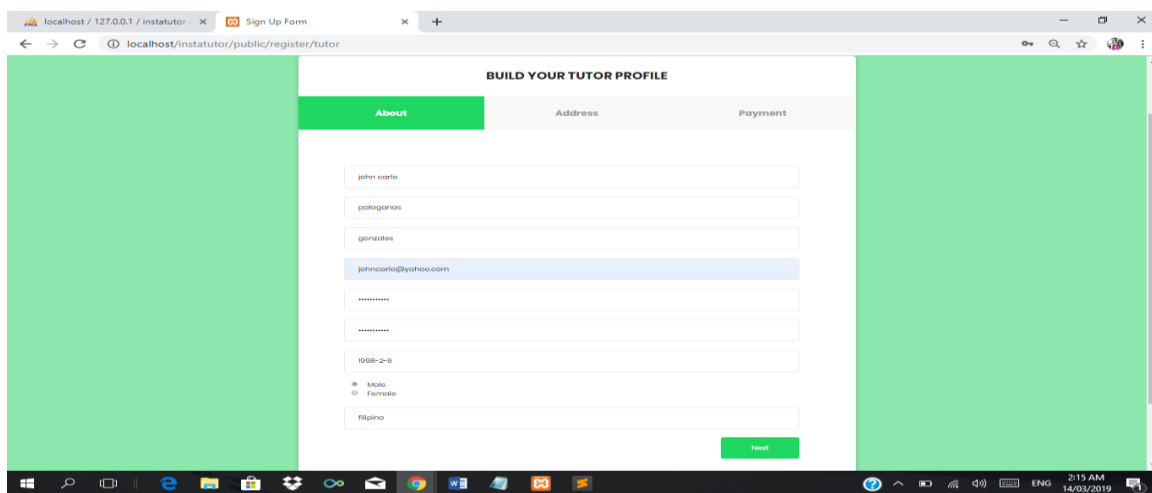 localhost / 127.0.0.1 / instatutor /
Sign Up Form
localhost/instatutor/public/register/tutor
BUILD YOUR TUTOR PROFILE
About Address Payment
john carlo
palaganas
gonzales
johncarlo@yahoo.com
•••••••••••
•••••••••••
1998-2-6
Male
Female
filipino
Next
ENG
2:15 AM
14/03/2019